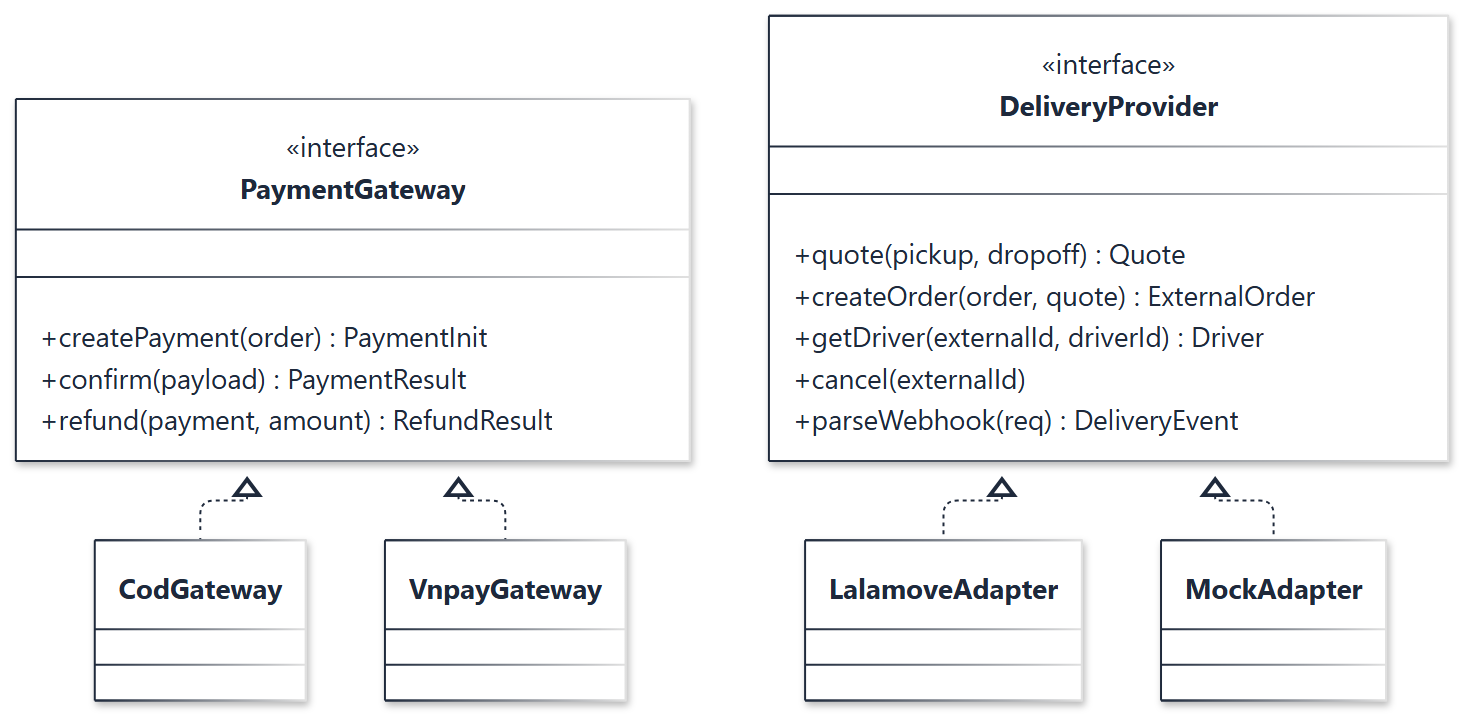 «interface»
PaymentGateway
+createPayment(order) : PaymentInit
+confirm(payload) : PaymentResult
+refund(payment, amount) : RefundResult
«interface»
DeliveryProvider
+quote(pickup, dropoff) : Quote
+createOrder(order, quote) : ExternalOrder
+getDriver(externalId, driverId) : Driver
+cancel(externalId)
+parseWebhook(req) : DeliveryEvent
CodGateway
VnpayGateway
LalamoveAdapter
MockAdapter